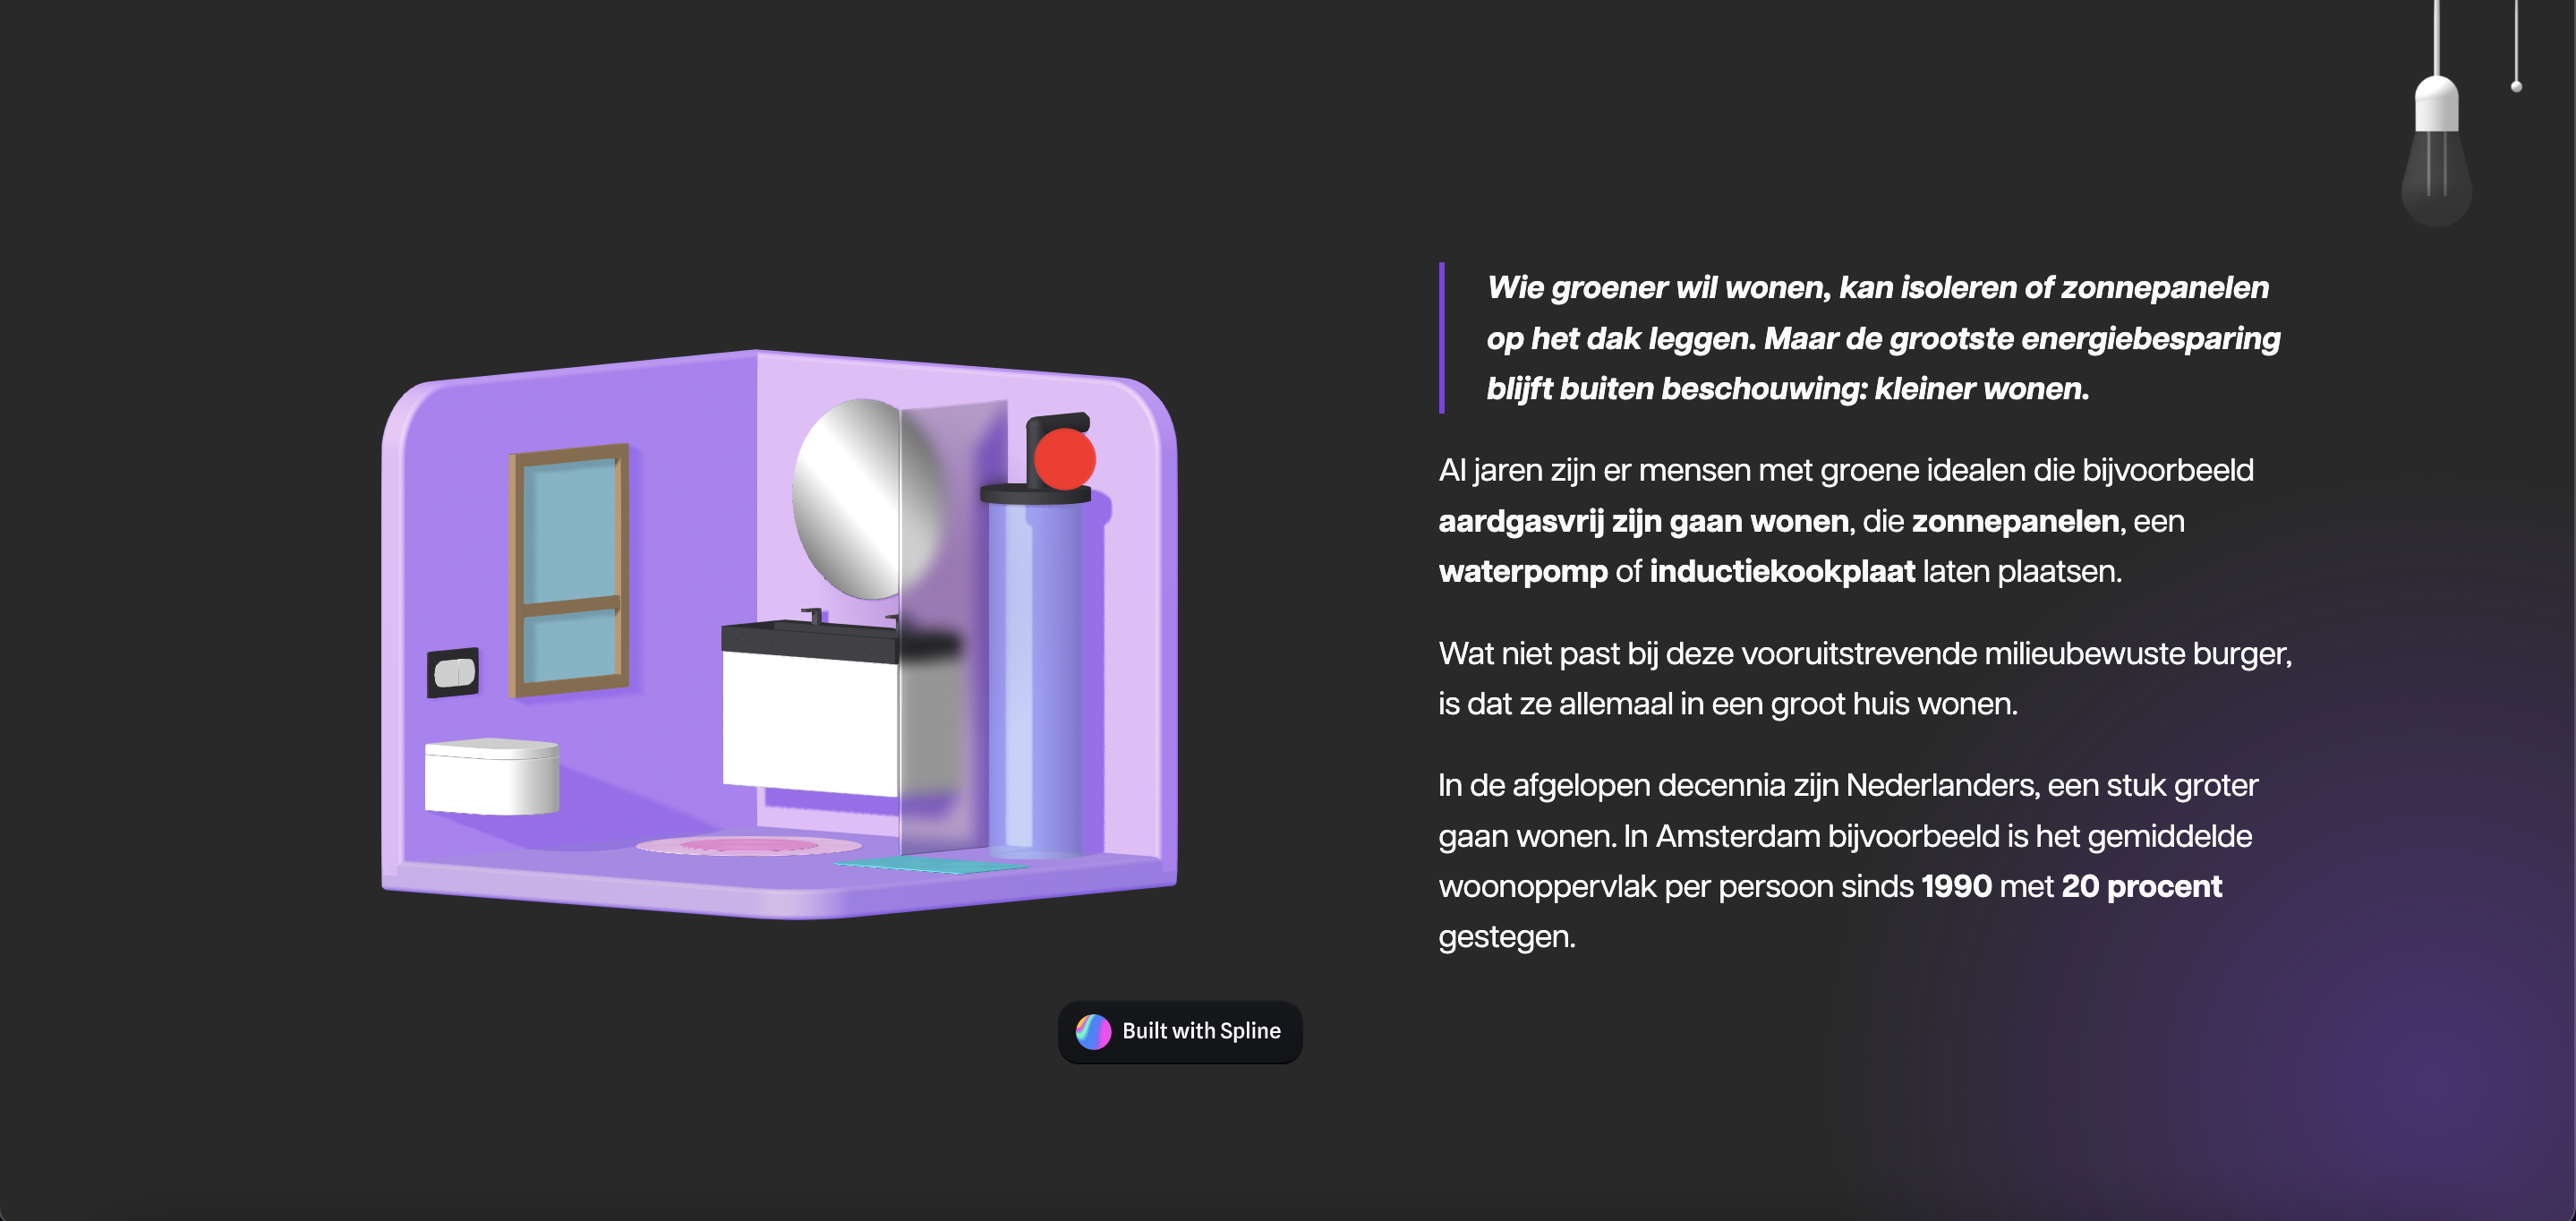 Wie groener wil wonen, kan isoleren of zonnepanelen
op het dak leggen. Maar de grootste energiebesparing
blijft buiten beschouwing: kleiner wonen.
Al jaren zijn er mensen met groene idealen die bijvoorbeeld
aardgasvrij zijn gaan wonen, die zonnepanelen, een
waterpomp of inductiekookplaat laten plaatsen.
Wat niet past bij deze vooruitstrevende milieubewuste burger,
is dat ze allemaal in een groot huis wonen.
In de afgelopen decennia zijn Nederlanders, een stuk groter
gaan wonen. In Amsterdam bijvoorbeeld is het gemiddelde
woonoppervlak per persoon sinds 1990 met 20 procent
gestegen.
Built with Spline